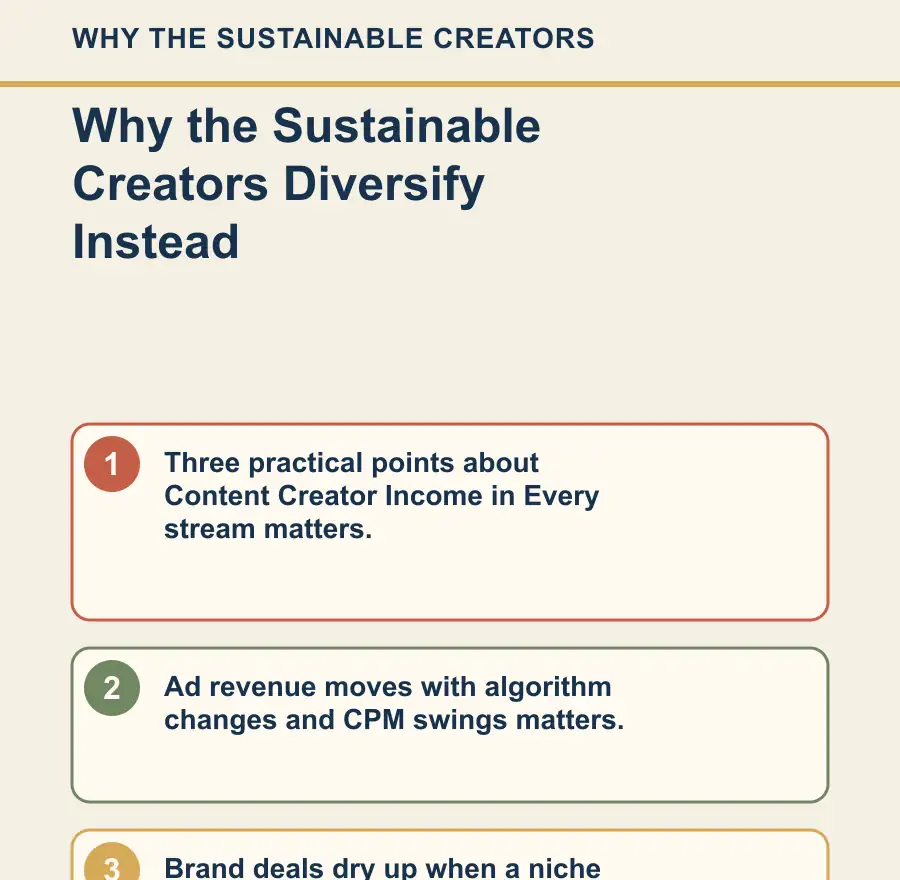 WHY THE SUSTAINABLE CREATORS
Why the Sustainable
Creators Diversify
Instead
1
Three practical points about
Content Creator Income in Every
stream matters.
2
Ad revenue moves with algorithm
changes and CPM swings matters.
3
Brand deals dry up when a niche